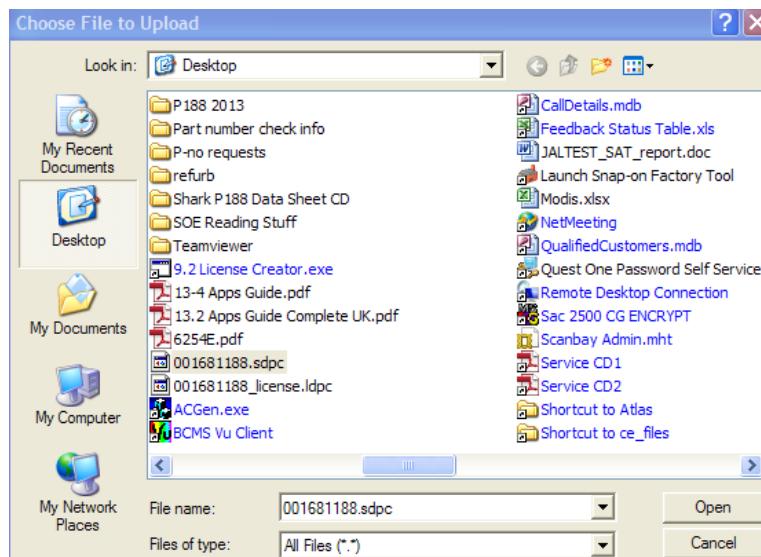 Choose File to Upload
Look in:
Desktop
My Recent
Documents
Desktop
My Documents
My Computer
My Network
Places
P188 2013
Part number check info
P-no requests
refurb
Shark P188 Data Sheet CD
SOE Reading Stuff
Teamviewer
9.2 License Creator.exe
13-4 Apps Guide.pdf
13.2 Apps Guide Complete UK.pdf
6254E.pdf
001681188.sdpc
001681188_license.ldpc
ACGen.exe
BCMS Vu Client
CallDetails.mdb
Feedback Status Table.xls
JALTEST_SAT_report.doc
Launch Snap-on Factory Tool
Modis.xlsx
NetMeeting
QualifiedCustomers.mdb
Quest One Password Self Service
Remote Desktop Connection
Sac 2500 CG ENCRYPT
Scanbay Admin.mht
Service CD1
Service CD2
Shortcut to Atlas
Shortcut to ce_files
File name:
001681188.sdpc
Open
Files of type:
All Files (*.*)
Cancel